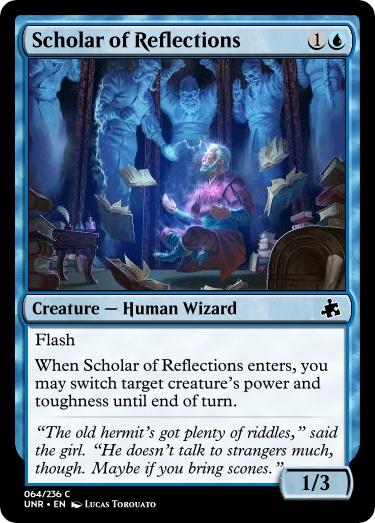 Scholar of Reflections 1
Creature — Human Wizard
Flash
When Scholar of Reflections enters, you
may switch target creature's power and
toughness until end of turn.
"The old hermit's got plenty of riddles," said
the girl. "He doesn't talk to strangers much,
though. Maybe if you bring scones."
1/3
064/236 C
UNR • EN Lucas Torquato